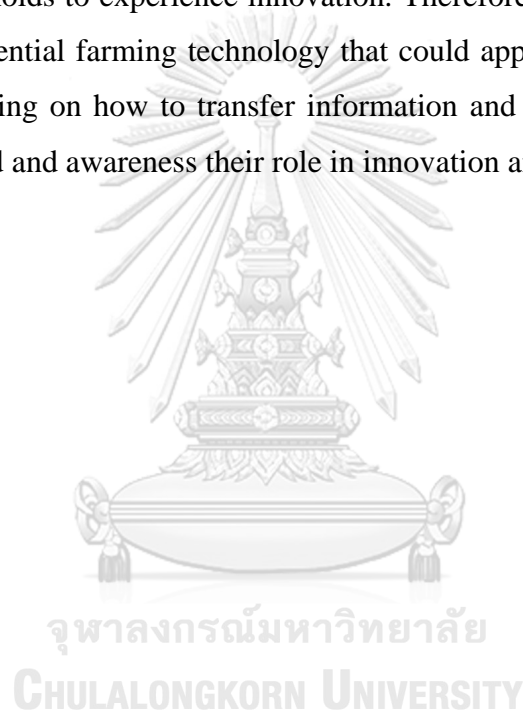 olds to experience innovation. Therefore
ential farming technology that could app
ing on how to transfer information and
d and awareness their role in innovation a
จุฬาลงกรณ์มหาวิทยาลัย
CHULALONGKORN UNIVERSITY